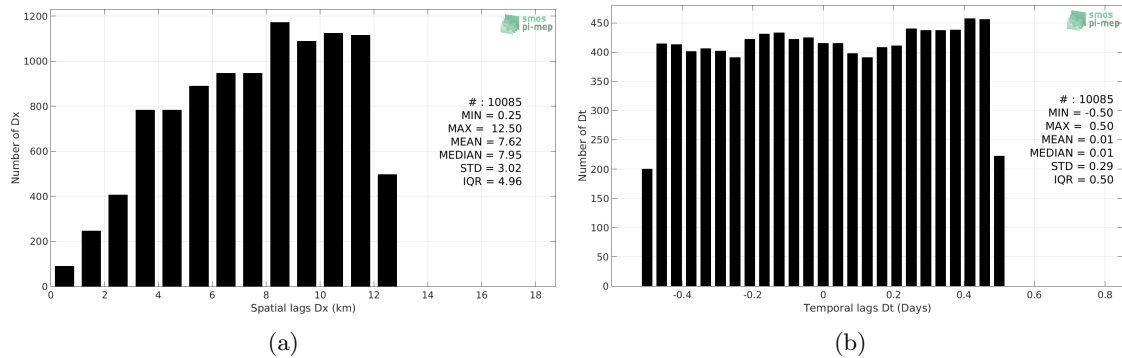 1200
1000
800
600
400
200
0
Number of Dx
smos
pi-mep
# : 10085
MIN = 0.25
MAX = 12.50
MEAN = 7.62
MEDIAN = 7.95
STD = 3.02
IQR = 4.96
0 2 4 6 8 10 12 14 16 18
Spatial lags Dx (km)
(a)
450
400
350
300
250
200
150
100
50
0
Number of Dt
smos
pi-mep
# : 10085
MIN = -0.50
MAX = 0.50
MEAN = 0.01
MEDIAN = 0.01
STD = 0.29
IQR = 0.50
-0.4 -0.2 0 0.2 0.4 0.6 0.8
Temporal lags Dt (Days)
(b)